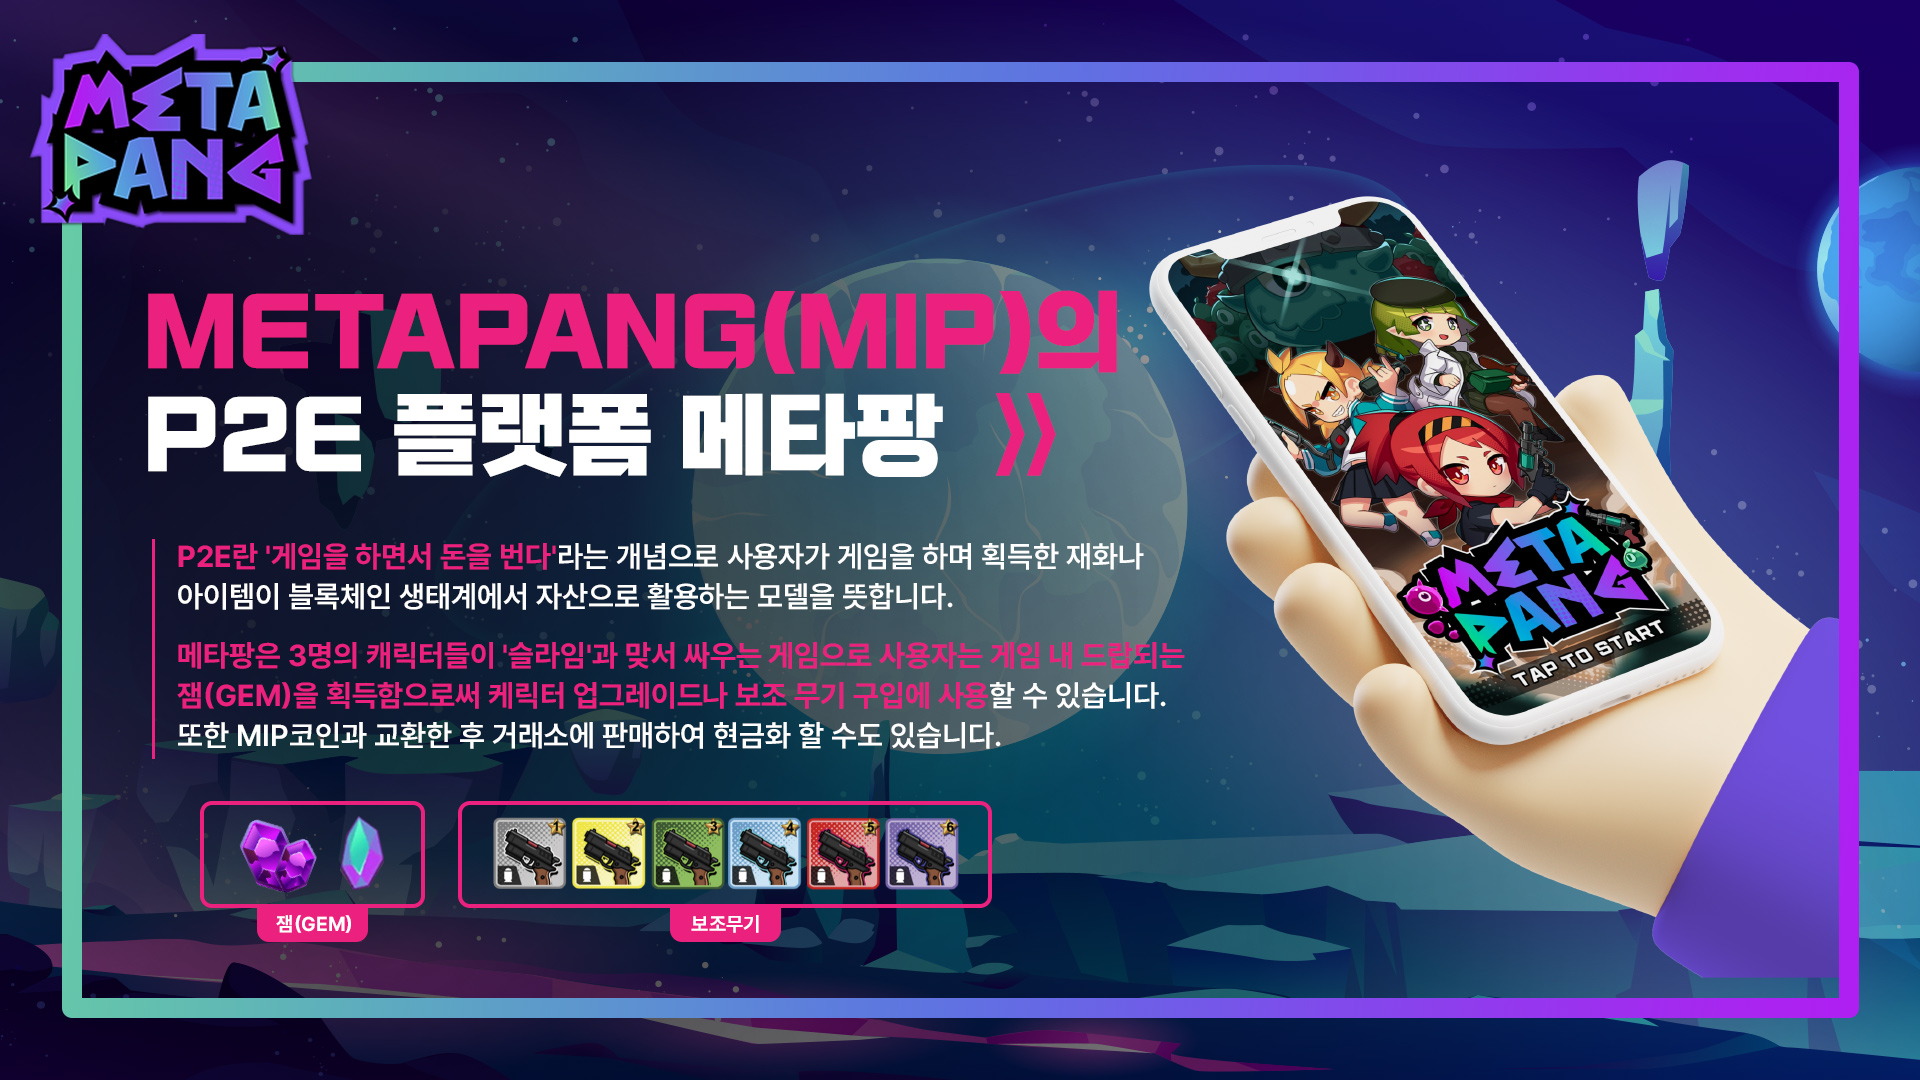 META
PANG
METAPANG(MIP)의
P2E 플랫폼 메타팡 》
P2E란 '게임을 하면서 돈을 번다'라는 개념으로 사용자가 게임을 하며 획득한 재화나
아이템이 블록체인 생태계에서 자산으로 활용하는 모델을 뜻합니다.
메타팡은 3명의 캐릭터들이 '슬라임'과 맞서 싸우는 게임으로 사용자는 게임 내 드랍되는
잼(GEM)을 획득함으로써 케릭터 업그레이드나 보조 무기 구입에 사용할 수 있습니다.
또한 MIP코인과 교환한 후 거래소에 판매하여 현금화 할 수도 있습니다.
1 2 3 4 5 6
잼(GEM)
보조무기
META
PANG
TAP TO START